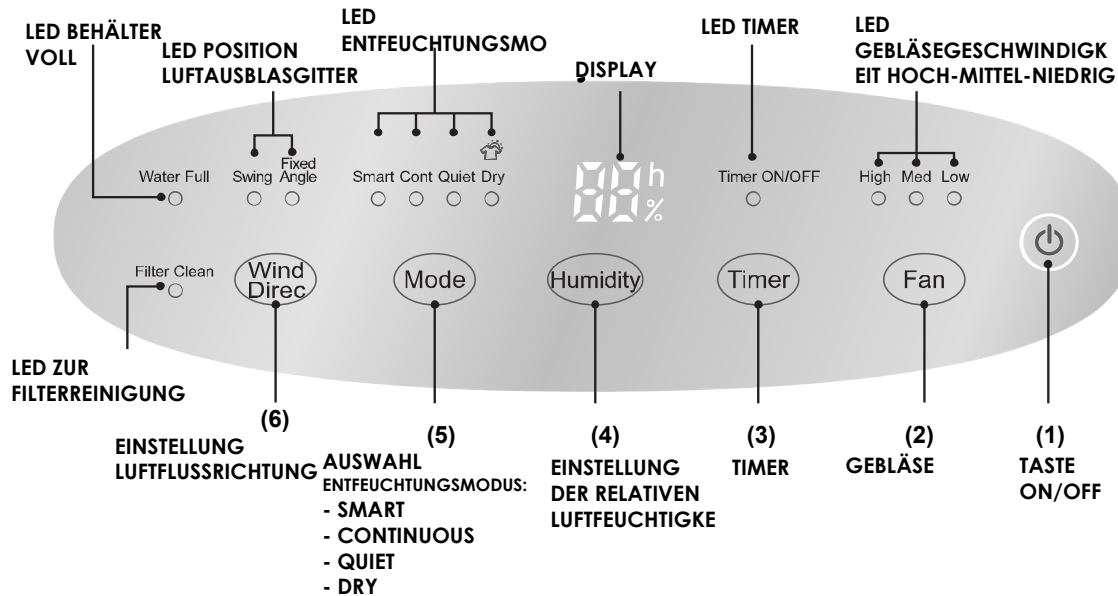 LED BEHÄLTER
VOLL
LED POSITION
LUFTAUSBLASGITTER
LED
ENTFEUCHTUNGSMO
DISPLAY
LED TIMER
LED
GEBLÄSEGESCHWINDIGK
EIT HOCH-MITTEL-NIEDRIG
Water Full
Swing
Fixed
Angle
Smart Cont Quiet Dry
88 h
%
Timer ON/OFF
High Med Low
Filter Clean
Wind
Direc
Mode
Humidity
Timer
Fan
LED ZUR
FILTERREINIGUNG
(6)
EINSTELLUNG
LUFTFLUSSRICHTUNG
(5)
AUSWAHL
ENTFEUCHTUNGSMODUS:
- SMART
- CONTINUOUS
- QUIET
- DRY
(4)
EINSTELLUNG
DER RELATIVEN
LUFTFEUCHTIGKE
(3)
TIMER
(2)
GEBLÄSE
(1)
TASTE
ON/OFF